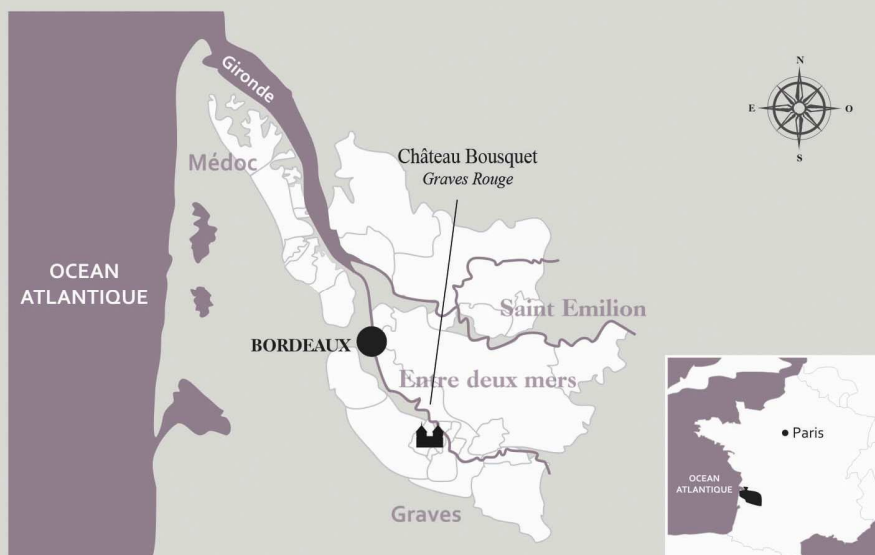 Gironde
N
E
O
S
Château Bousquet
Graves Rouge
Médoc
OCEAN
ATLANTIQUE
Saint Emilion
BORDEAUX
Entre deux mers
Graves
Paris
OCEAN
ATLANTIQUE